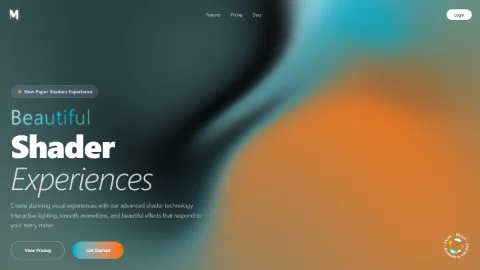 M
Features Pricing Docs
Login
New Paper Shaders Experience
Beautiful
Shader
Experiences
Create stunning visual experiences with our advanced shader technology.
Interactive lighting, smooth animations, and beautiful effects that respond to
your every move.
View Pricing Get Started